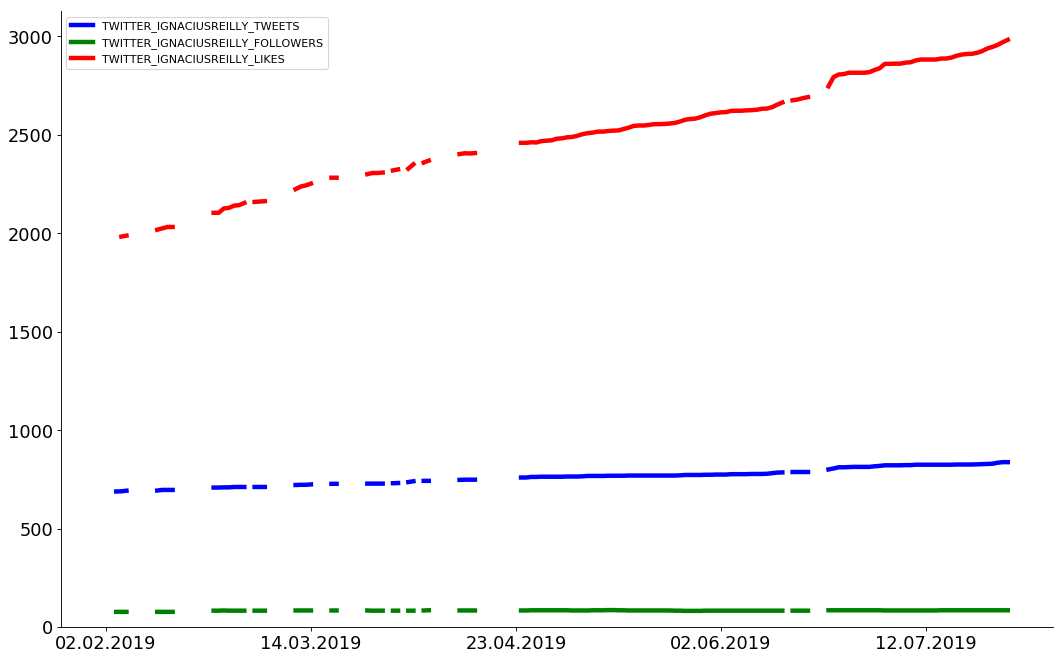 TWITTER_IGNACIUSREILLY_TWEETS
TWITTER_IGNACIUSREILLY_FOLLOWERS
TWITTER_IGNACIUSREILLY_LIKES
3000
2500
2000
1500
1000
500
0
02.02.2019 14.03.2019 23.04.2019 02.06.2019 12.07.2019